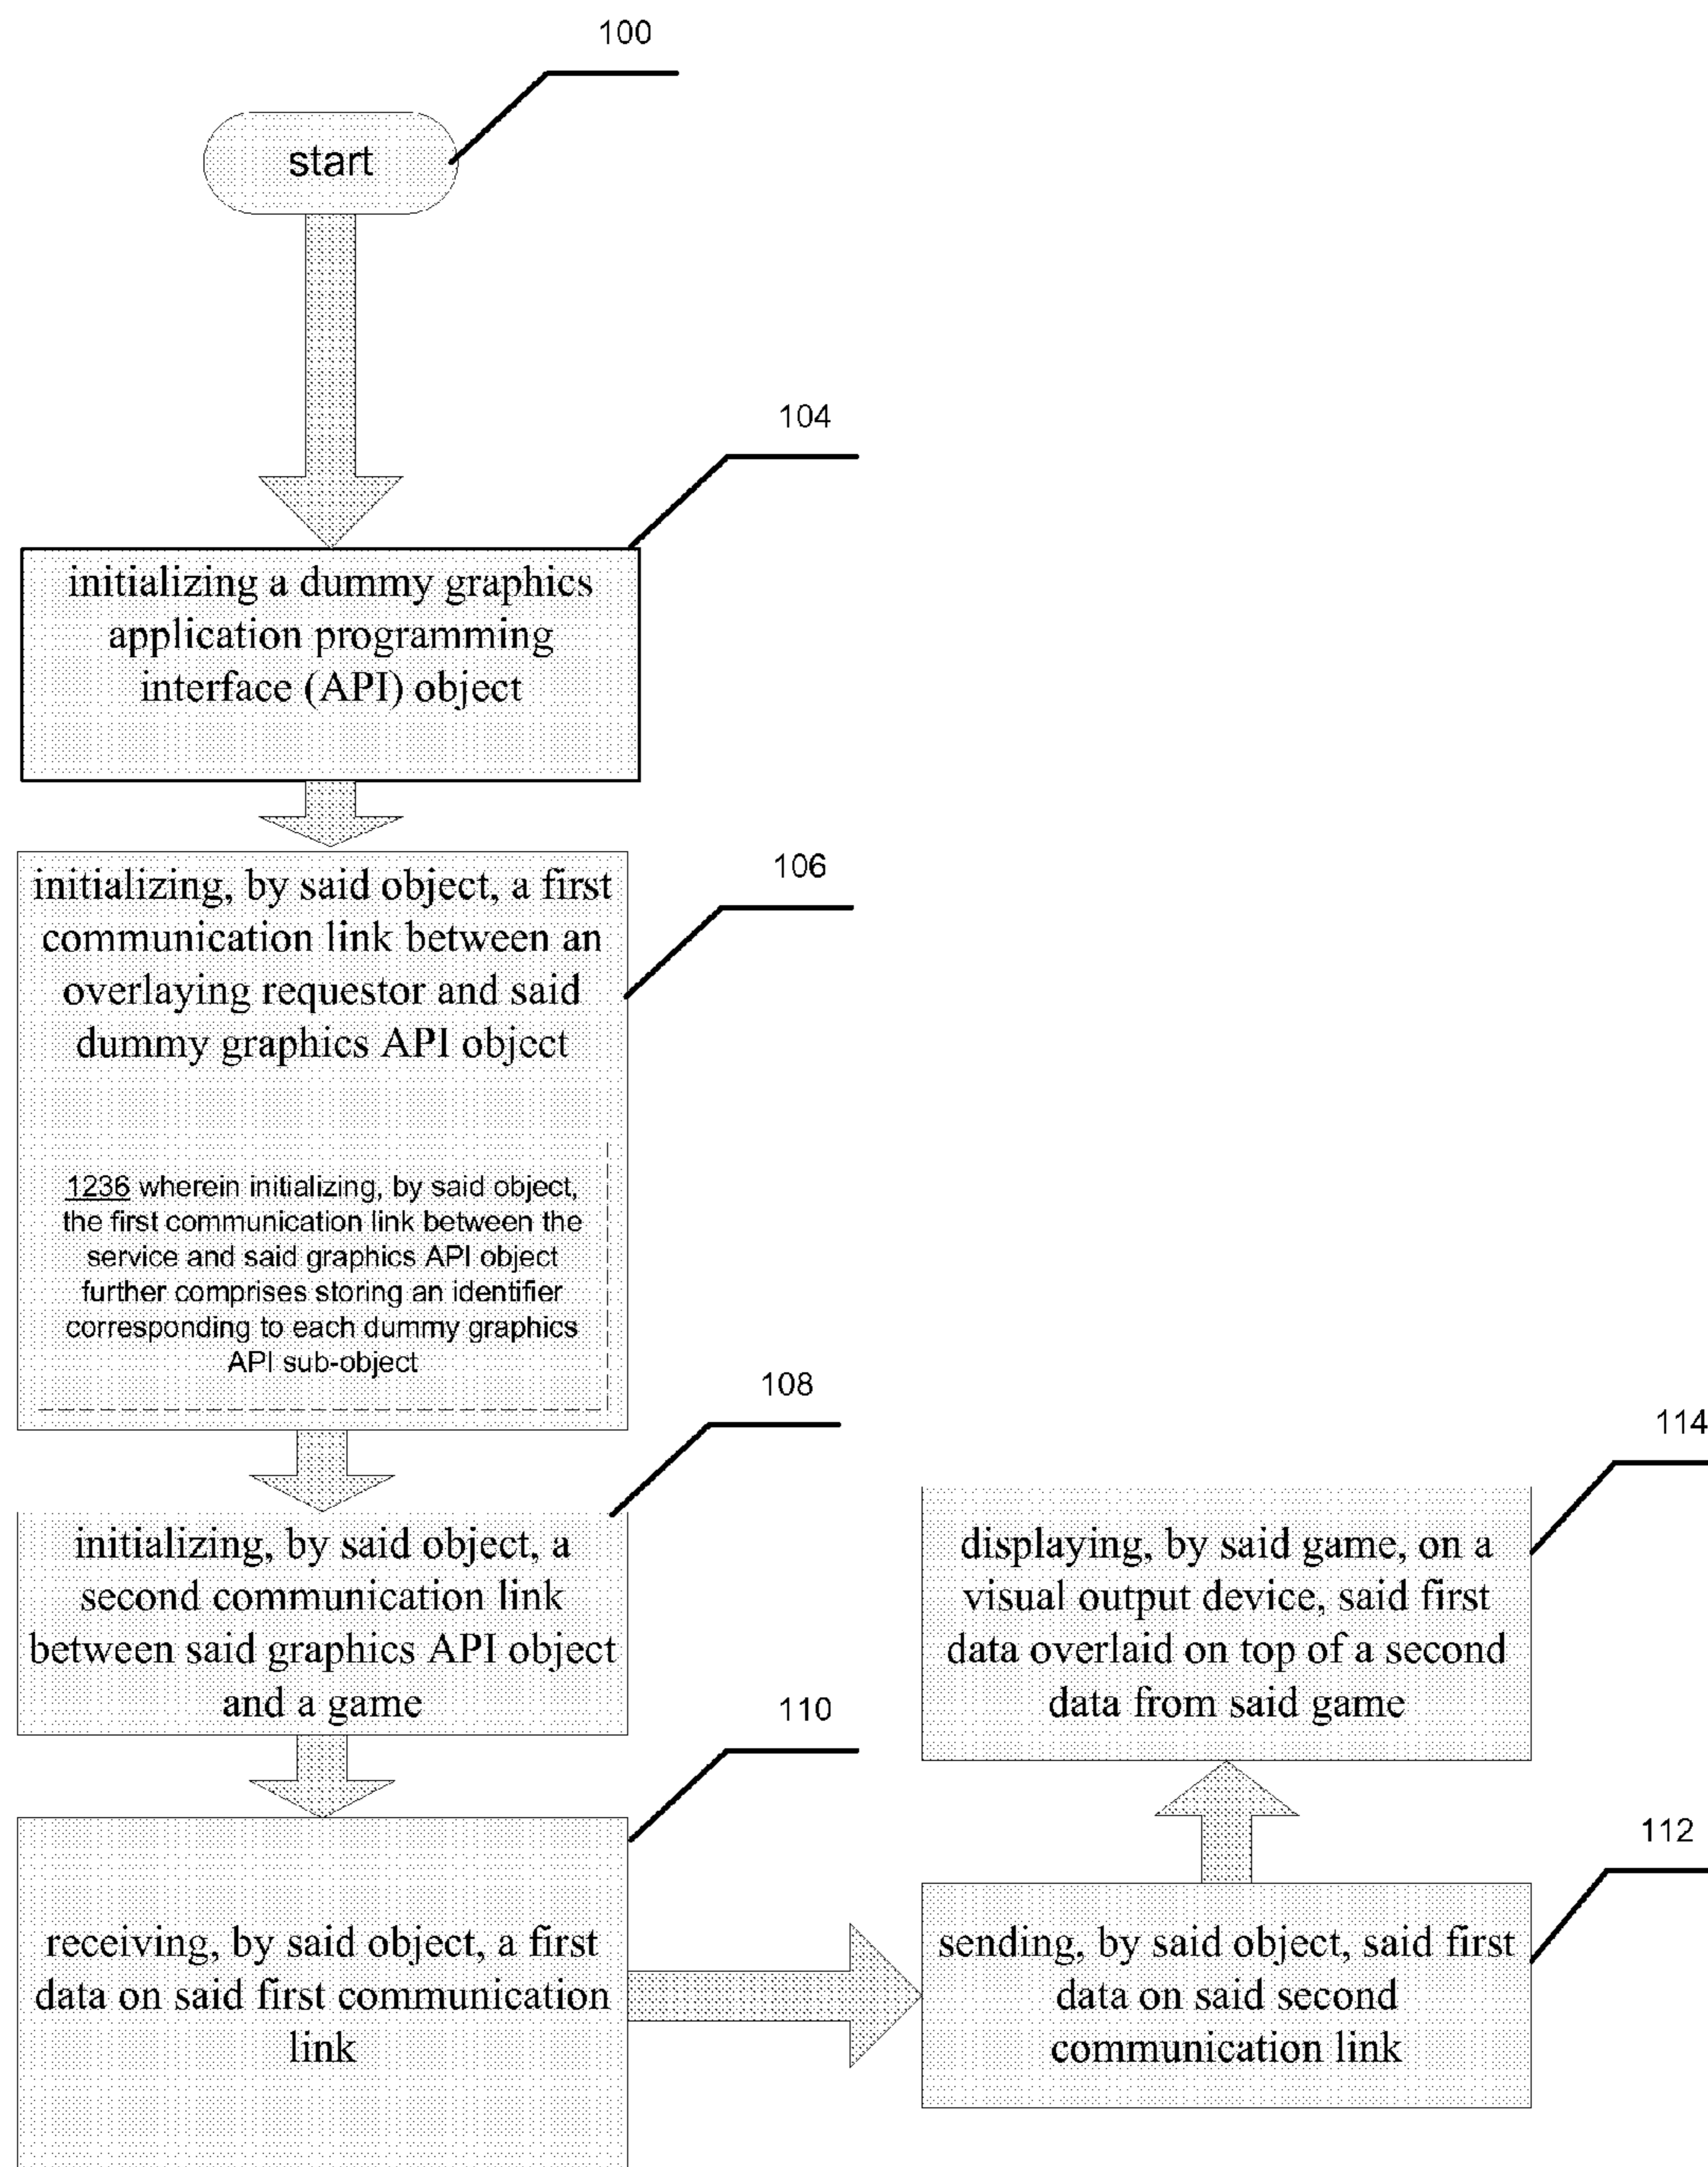 100
start
104
initializing a dummy graphics
application programming
interface (API) object
106
initializing, by said object, a first
communication link between an
overlaying requestor and said
dummy graphics API object
1236 wherein initializing, by said object,
the first communication link between the
service and said graphics API object
further comprises storing an identifier
corresponding to each dummy graphics
API sub-object
108
initializing, by said object, a
second communication link
between said graphics API object
and a game
110
receiving, by said object, a first
data on said first communication
link
112
sending, by said object, said first
data on said second
communication link
114
displaying, by said game, on a
visual output device, said first
data overlaid on top of a second
data from said game